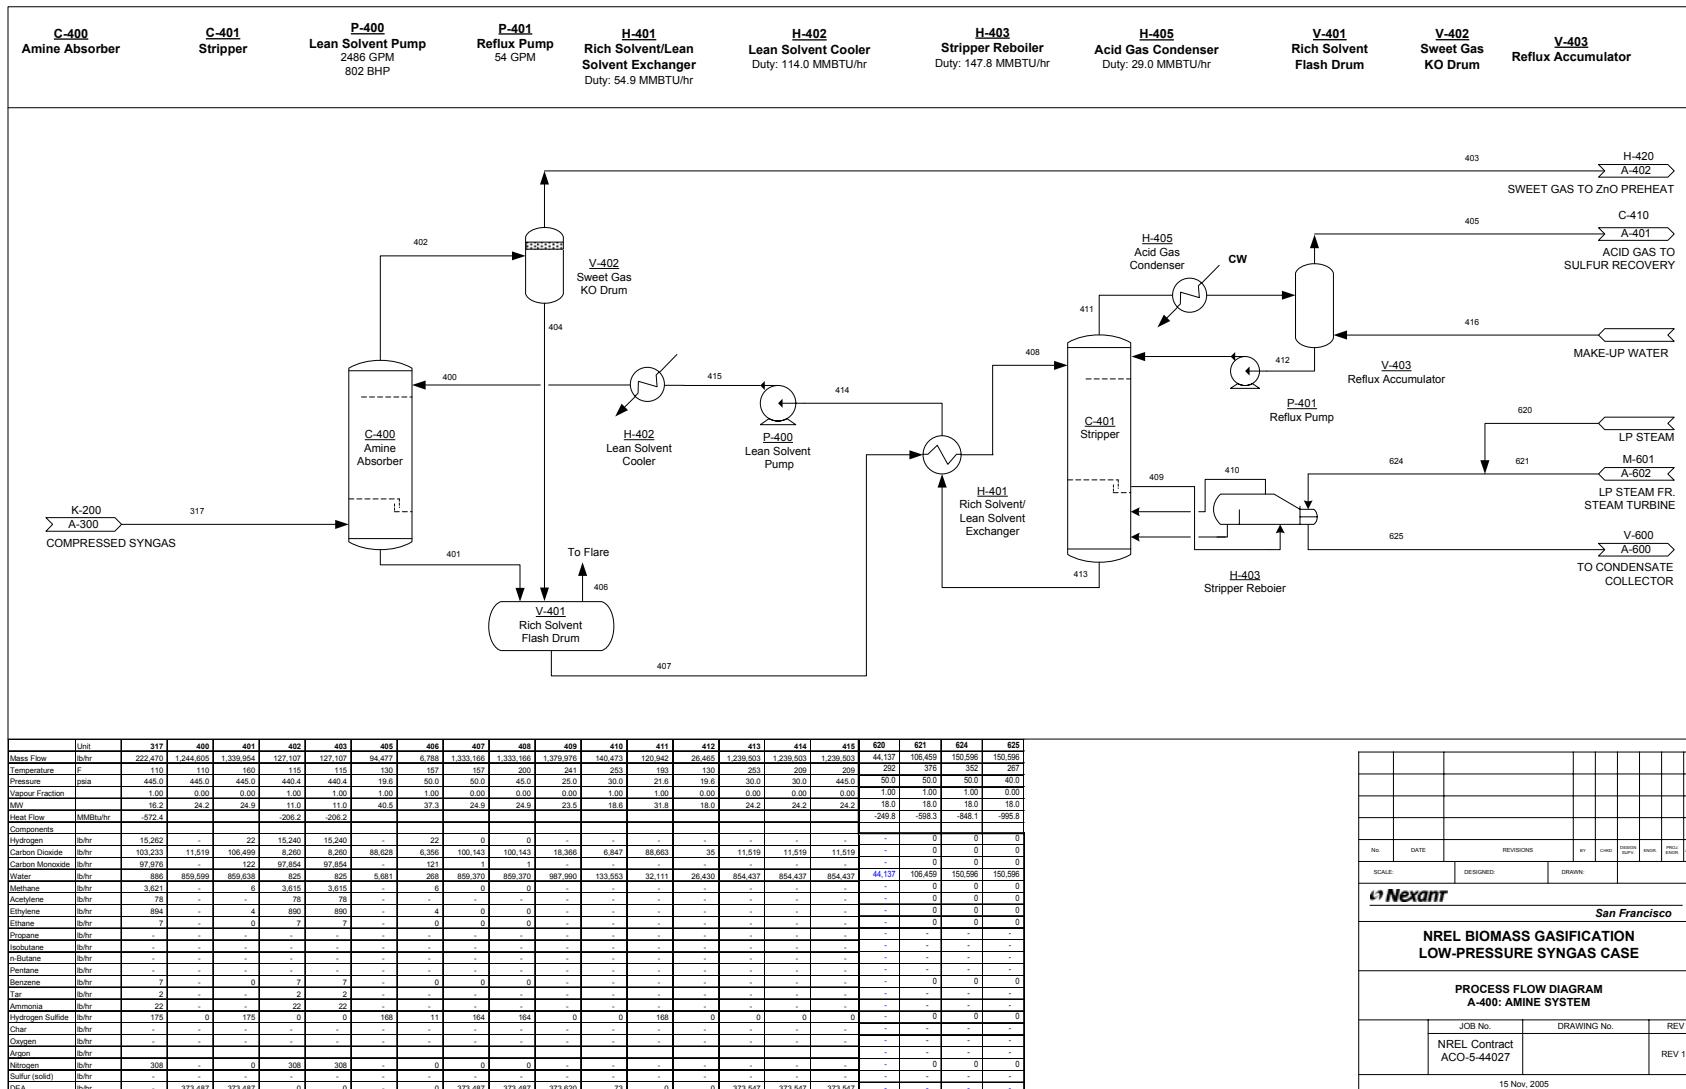 C-400
Amine Absorber
C-401
Stripper
P-400
Lean Solvent Pump
2486 GPM
802 BHP
P-401
Reflux Pump
54 GPM
H-401
Rich Solvent/Lean
Solvent Exchanger
Duty: 54.9 MMBTU/hr
H-402
Lean Solvent Cooler
Duty: 114.0 MMBTU/hr
H-403
Stripper Reboiler
Duty: 147.8 MMBTU/hr
H-405
Acid Gas Condenser
Duty: 29.0 MMBTU/hr
V-401
Rich Solvent
Flash Drum
V-402
Sweet Gas
KO Drum
V-403
Reflux Accumulator
403
H-420
A-402
SWEET GAS TO ZnO PREHEAT
405
C-410
A-401
ACID GAS TO
SULFUR RECOVERY
402
V-402
Sweet Gas
KO Drum
404
H-405
Acid Gas
Condenser
CW
411
416
MAKE-UP WATER
408
412
V-403
Reflux Accumulator
P-401
Reflux Pump
400
415
414
H-402
Lean Solvent
Cooler
P-400
Lean Solvent
Pump
C-400
Amine
Absorber
C-401
Stripper
620
LP STEAM
624
621
M-601
A-602
LP STEAM FR.
STEAM TURBINE
409
410
H-401
Rich Solvent/
Lean Solvent
Exchanger
K-200
A-300
317
COMPRESSED SYNGAS
625
V-600
A-600
TO CONDENSATE
COLLECTOR
401
To Flare
406
413
H-403
Stripper Reboier
V-401
Rich Solvent
Flash Drum
407
Unit 317 400 401 402 403 405 406 407 408 409 410 411 412 413 414 415 620 621 624 625
Mass Flow lb/hr 222,470 1,244,605 1,339,954 127,107 127,107 94,477 6,788 1,333,166 1,333,166 1,379,976 140,473 120,942 26,465 1,239,503 1,239,503 1,239,503 44,137 106,459 150,596 150,596
Temperature F 110 110 160 115 115 130 157 157 200 241 253 193 130 253 209 209 292 376 352 267
Pressure psia 445.0 445.0 445.0 440.4 440.4 19.6 50.0 50.0 45.0 25.0 30.0 21.6 19.6 30.0 30.0 445.0 50.0 50.0 50.0 40.0
Vapour Fraction 1.00 0.00 0.00 1.00 1.00 1.00 1.00 0.00 0.00 0.00 1.00 1.00 0.00 0.00 0.00 0.00 1.00 1.00 1.00 0.00
MW 16.2 24.2 24.9 11.0 11.0 40.5 37.3 24.9 24.9 23.5 18.6 31.8 18.0 24.2 24.2 24.2 18.0 18.0 18.0 18.0
Heat Flow MMBtu/hr -572.4 -206.2 -206.2 -249.8 -598.3 -848.1 -995.8
Components
Hydrogen lb/hr 15,262 - 22 15,240 15,240 - 22 0 0 - - - - - - - - 0 0 0
Carbon Dioxide lb/hr 103,233 11,519 106,499 8,260 8,260 88,628 6,356 100,143 100,143 18,366 6,847 88,663 35 11,519 11,519 11,519 - 0 0 0
Carbon Monoxide lb/hr 97,976 - 122 97,854 97,854 - 121 1 1 - - - - - - - - 0 0 0
Water lb/hr 886 859,599 859,638 825 825 5,681 268 859,370 859,370 987,990 133,553 32,111 26,430 854,437 854,437 854,437 44,137 106,459 150,596 150,596
Methane lb/hr 3,621 - 6 3,615 3,615 - 6 0 0 - - - - - - - - 0 0 0
Acetylene lb/hr 78 - - 78 78 - - - - - - - - - - - - 0 0 0
Ethylene lb/hr 894 - 4 890 890 - 4 0 0 - - - - - - - - 0 0 0
Ethane lb/hr 7 - 0 7 7 - 0 0 0 - - - - - - - - 0 0 0
Propane lb/hr - - - - - - - - - - - - - - - - - - - -
Isobutane lb/hr - - - - - - - - - - - - - - - - - - - -
n-Butane lb/hr - - - - - - - - - - - - - - - - - - - -
Pentane lb/hr - - - - - - - - - - - - - - - - - - - -
Benzene lb/hr 7 - 0 7 7 - 0 0 0 - - - - - - - - 0 0 0
Tar lb/hr 2 - - 2 2 - - - - - - - - - - - - - - -
Ammonia lb/hr 22 - - 22 22 - - - - - - - - - - - - - - -
Hydrogen Sulfide lb/hr 175 0 175 0 0 168 11 164 164 0 0 168 0 0 0 0 - 0 0 0
Char lb/hr - - - - - - - - - - - - - - - - - - - -
Oxygen lb/hr - - - - - - - - - - - - - - - - - - - -
Argon lb/hr - - - -
Nitrogen lb/hr 308 - 0 308 308 - 0 0 0 - - - - - - - - 0 0 0
Sulfur (solid) lb/hr - - - - - - - - - - - - - - - - - - - -
DEA lb/hr - 373,487 373,487 0 0 - 0 373,487 373,487 373,620 73 0 0 373,547 373,547 373,547 - - - -
No. DATE REVISIONS BY CHKD
SCALE: DESIGNED: DRAWN:
Nexant
San Francisco
NREL BIOMASS GASIFICATION
LOW-PRESSURE SYNGAS CASE
PROCESS FLOW DIAGRAM
A-400: AMINE SYSTEM
JOB No. DRAWING No. REV
NREL Contract
ACO-5-44027
REV 1
15 Nov, 2005